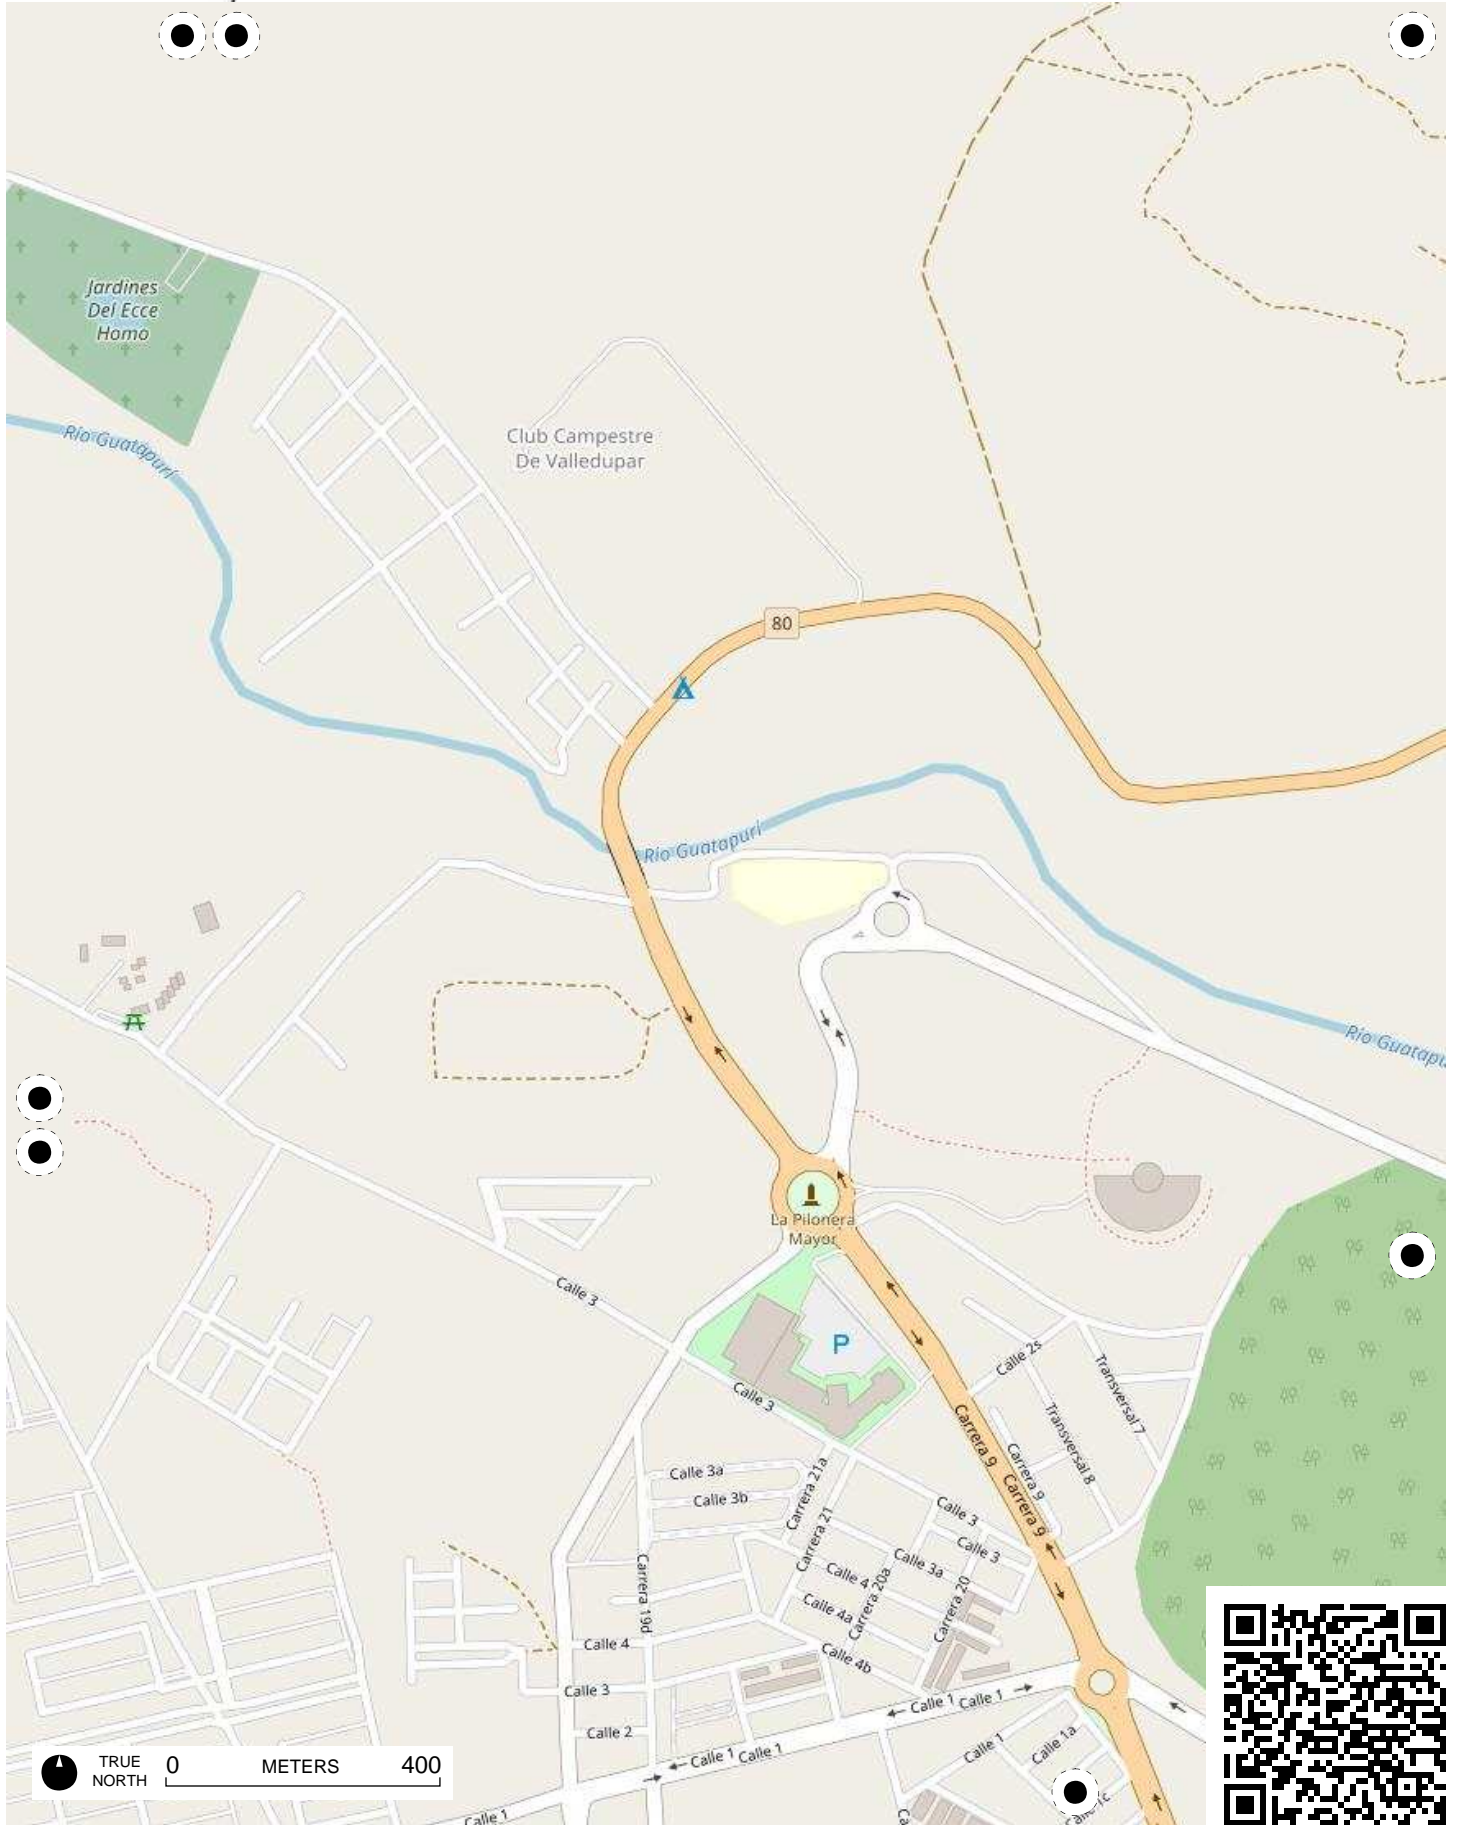 Jardines
Del Ecce
Homo
Río Guatapurí
Club Campestre
De Valledupar
80
Río Guatapurí
Río Guatapu
La Pilonera
Mayor
Calle 3
P
Calle 2s
Transversal 7
Calle 3
Carrera 9
Transversal 8
Carrera 9
Carrera 9
Calle 3a
Carrera 21a
Calle 3b
Calle 3
Carrera 21
Calle 3
Calle 3a
Carrera 19d
Calle 4
Carrera 20a
Carrera 20
Calle 4a
Calle 4
Calle 4b
Calle 3
Calle 1
Calle 1
Calle 2
Calle 1
Calle 1
Calle 1
Calle 1a
Calle 1c
Calle 1
Ca
TRUE
NORTH
0 METERS 400